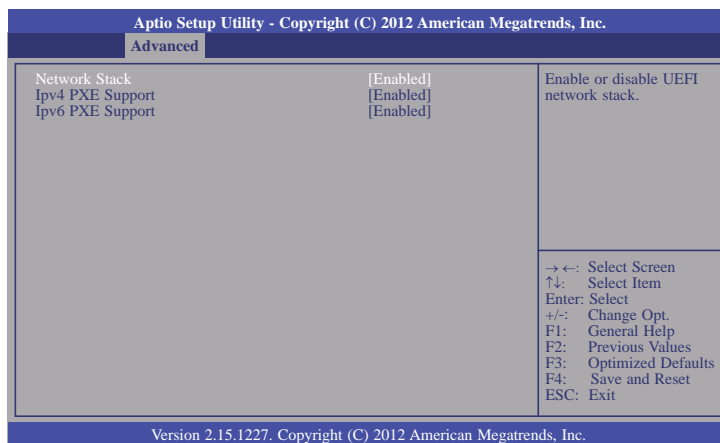 Aptio Setup Utility - Copyright (C) 2012 American Megatrends, Inc.
Advanced
Network Stack [Enabled]
Ipv4 PXE Support [Enabled]
Ipv6 PXE Support [Enabled]
Enable or disable UEFI
network stack.
→ ←: Select Screen
↑↓: Select Item
Enter: Select
+/-: Change Opt.
F1: General Help
F2: Previous Values
F3: Optimized Defaults
F4: Save and Reset
ESC: Exit
Version 2.15.1227. Copyright (C) 2012 American Megatrends, Inc.